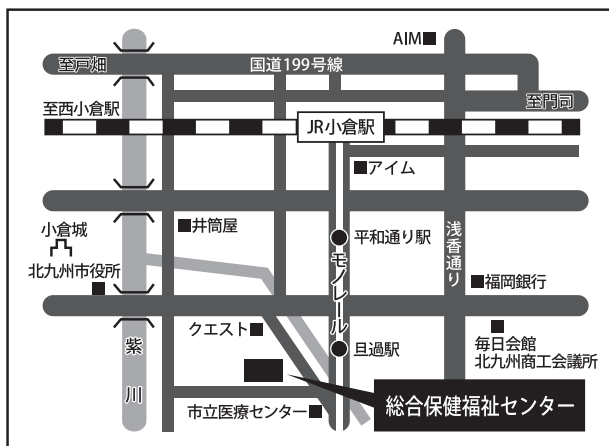 AIM■
至戸畑
国道199号線
至門司
至西小倉駅
JR小倉駅
■アイム
■井筒屋
平和通り駅
浅香通り
小倉城
北九州市役所
モノレール
■福岡銀行
クエスト■
旦過駅
毎日会館
北九州商工会議所
紫川
総合保健福祉センター
市立医療センター■